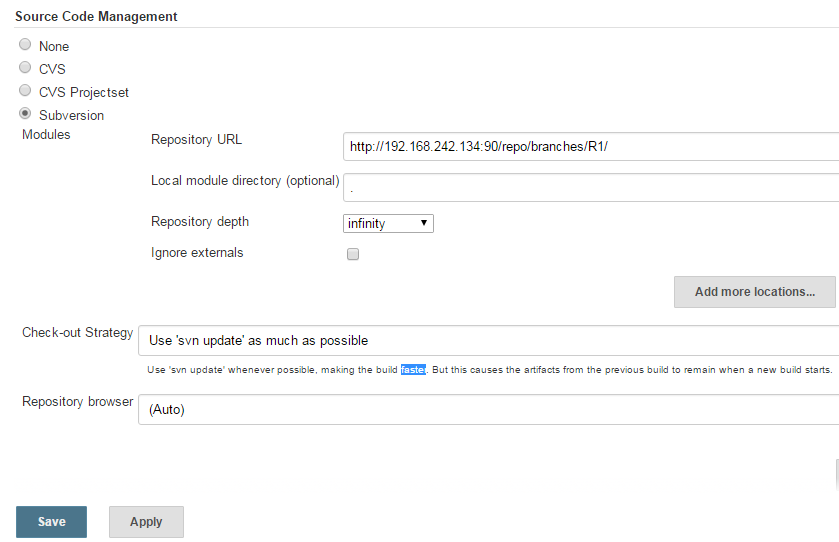 Source Code Management
None
CVS
CVS Projectset
Subversion
Modules
Repository URL
http://192.168.242.134:90/repo/branches/R1/
Local module directory (optional)
.
Repository depth
infinity
Ignore externals
Add more locations...
Check-out Strategy
Use 'svn update' as much as possible
Use 'svn update' whenever possible, making the build faster. But this causes the artifacts from the previous build to remain when a new build starts.
Repository browser
(Auto)
Save
Apply